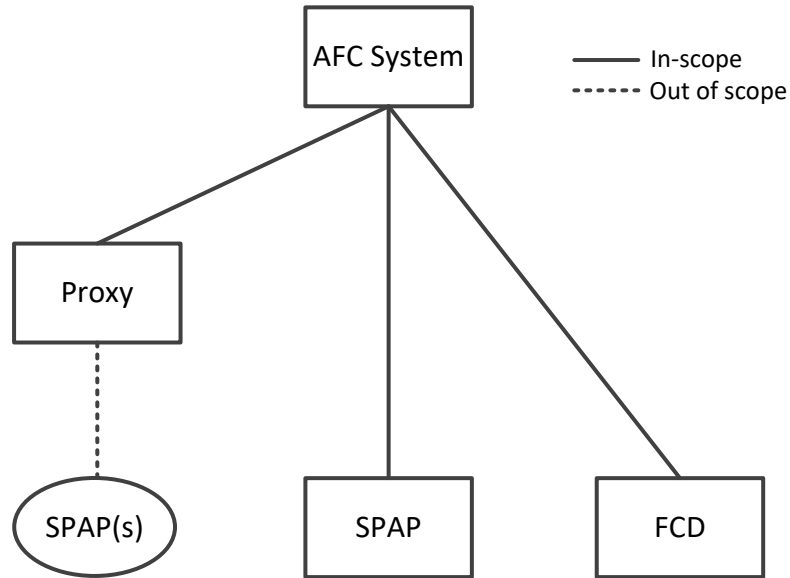 AFC System
In-scope
Out of scope
Proxy
SPAP(s)
SPAP
FCD